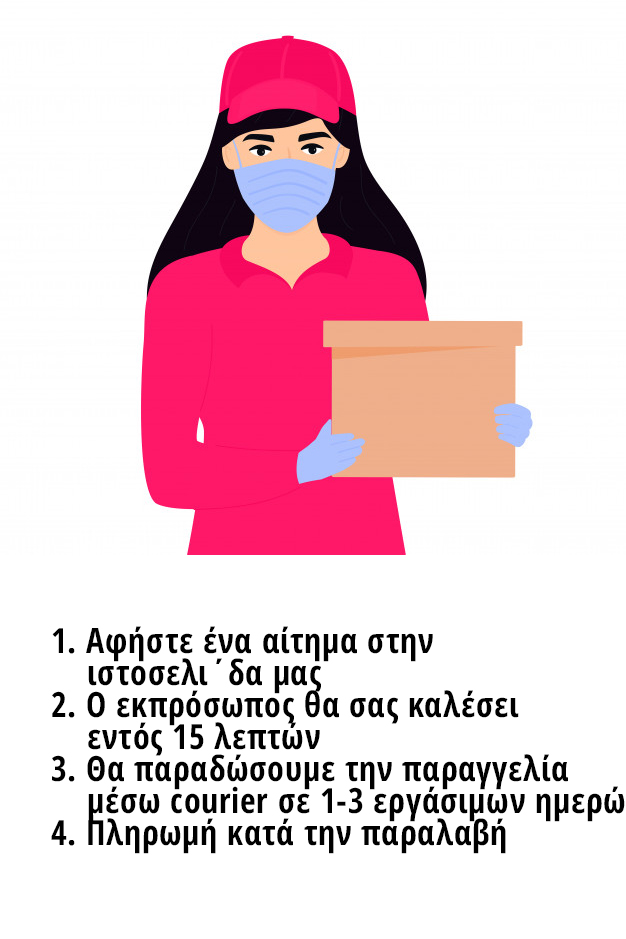 1. Αφήστε ένα αίτημα στην
ιστοσελι΄δα μας
2. Ο εκπρόσωπος θα σας καλέσει
εντός 15 λεπτών
3. Θα παραδώσουμε την παραγγελία
μέσω courier σε 1-3 εργάσιμων ημερώ
4. Πληρωμή κατά την παραλαβή